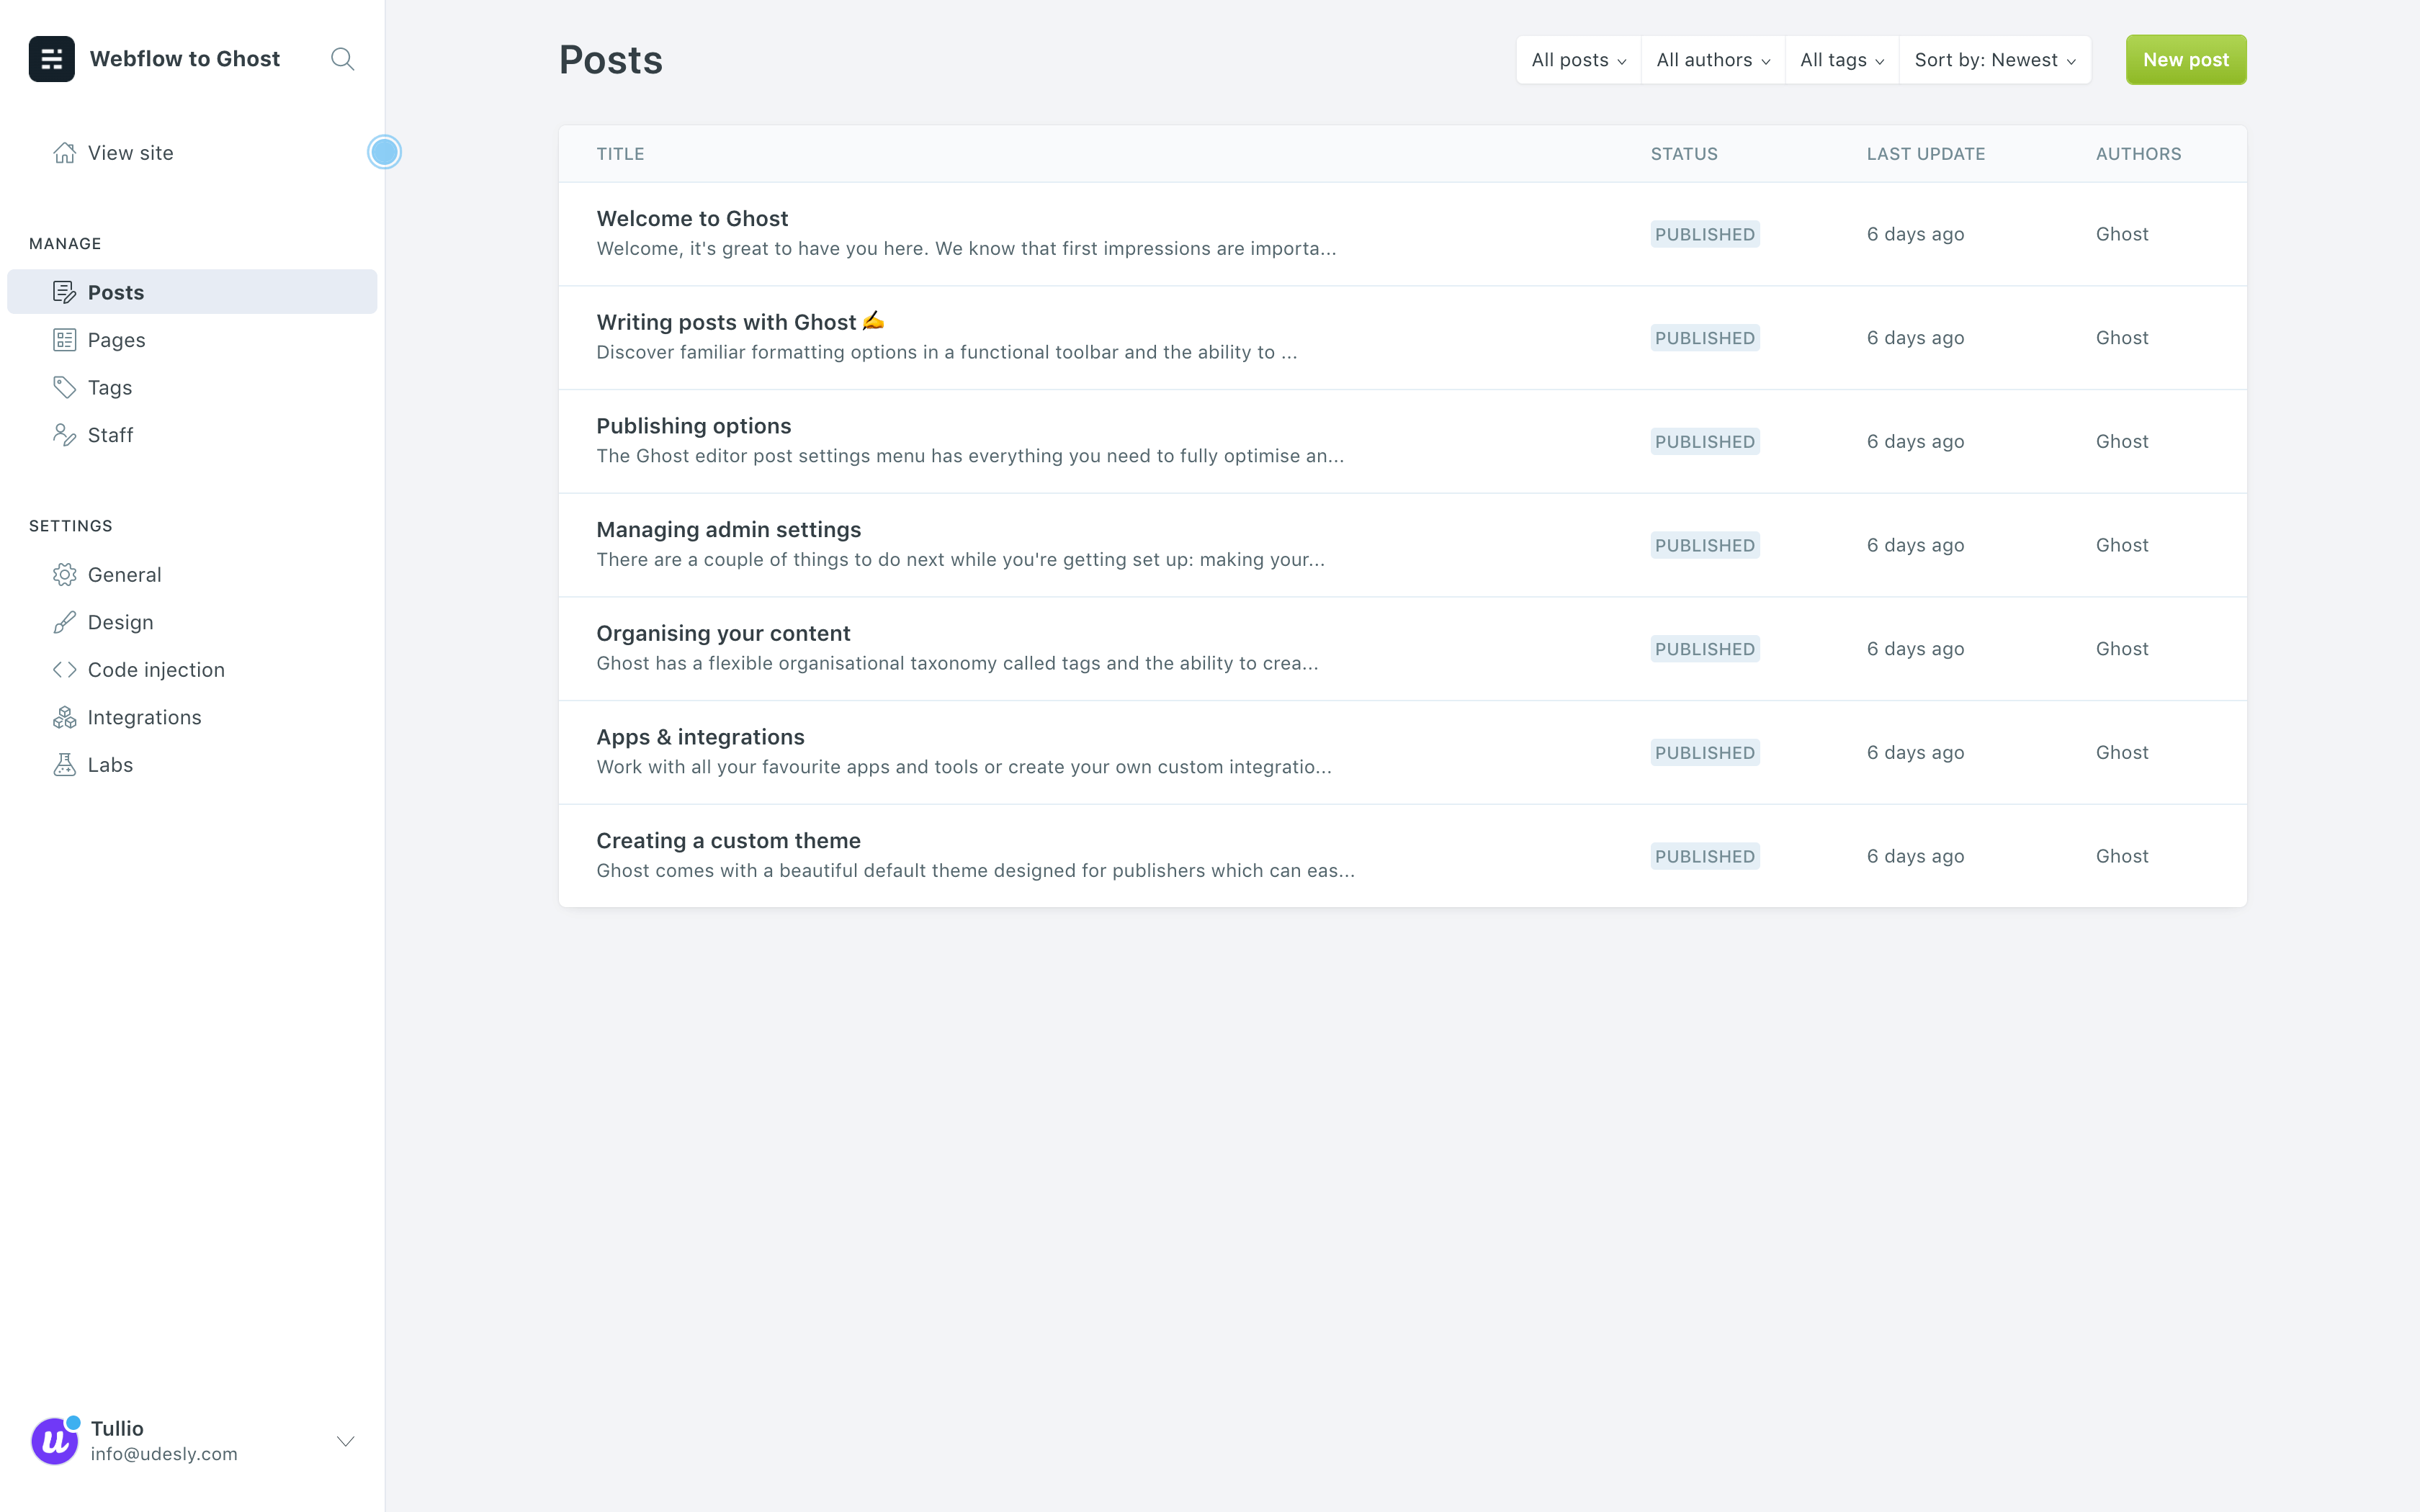 Webflow to Ghost
View site
MANAGE
Posts
Pages
Tags
Staff
SETTINGS
General
Design
Code injection
Integrations
Labs
Tullio
info@udesly.com
Posts
All posts
All authors
All tags
Sort by: Newest
New post
TITLE STATUS LAST UPDATE AUTHORS
Welcome to Ghost
Welcome, it's great to have you here. We know that first impressions are importa...
PUBLISHED 6 days ago Ghost
Writing posts with Ghost ✍️
Discover familiar formatting options in a functional toolbar and the ability to ...
PUBLISHED 6 days ago Ghost
Publishing options
The Ghost editor post settings menu has everything you need to fully optimise an...
PUBLISHED 6 days ago Ghost
Managing admin settings
There are a couple of things to do next while you're getting set up: making your...
PUBLISHED 6 days ago Ghost
Organising your content
Ghost has a flexible organisational taxonomy called tags and the ability to crea...
PUBLISHED 6 days ago Ghost
Apps & integrations
Work with all your favourite apps and tools or create your own custom integratio...
PUBLISHED 6 days ago Ghost
Creating a custom theme
Ghost comes with a beautiful default theme designed for publishers which can eas...
PUBLISHED 6 days ago Ghost